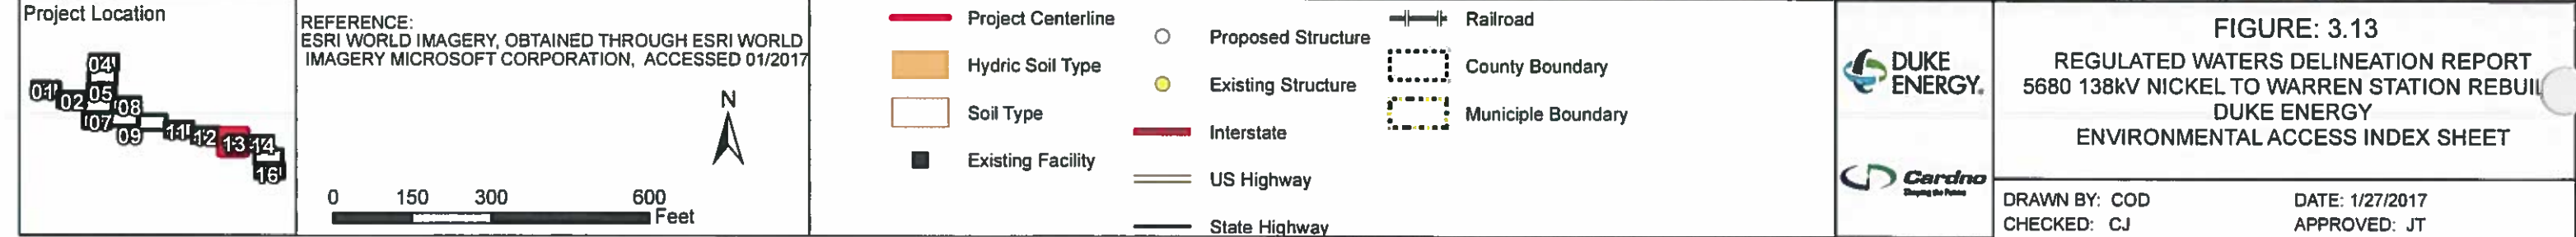 Project Location
04
01
02
05
08
07
09
11
12
13
14
16
REFERENCE:
ESRI WORLD IMAGERY, OBTAINED THROUGH ESRI WORLD
IMAGERY MICROSOFT CORPORATION, ACCESSED 01/2017
N
0 150 300 600
Feet
Project Centerline
Hydric Soil Type
Soil Type
Existing Facility
Proposed Structure
Existing Structure
Interstate
US Highway
State Highway
Railroad
County Boundary
Municiple Boundary
DUKE
ENERGY.
Cardno
Shaping the Future
FIGURE: 3.13
REGULATED WATERS DELINEATION REPORT
5680 138kV NICKEL TO WARREN STATION REBUIL
DUKE ENERGY
ENVIRONMENTAL ACCESS INDEX SHEET
DRAWN BY: COD DATE: 1/27/2017
CHECKED: CJ APPROVED: JT